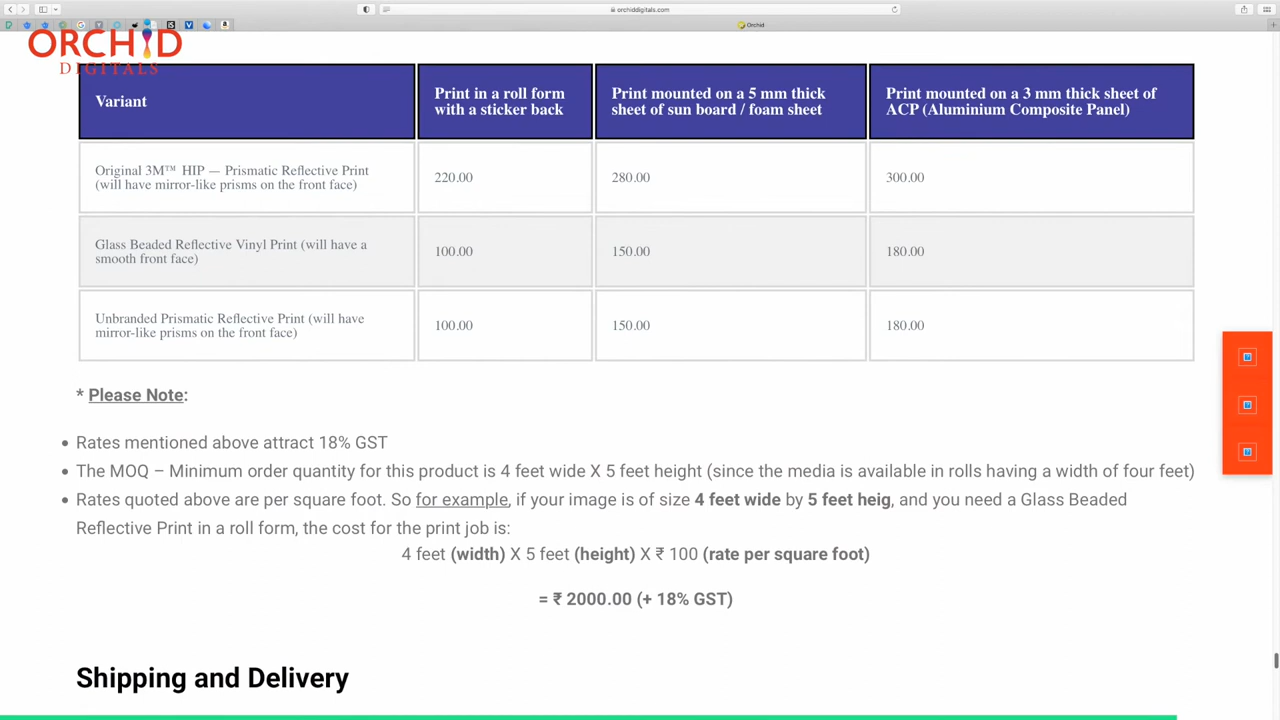 orchiddigitals.com
Orchid
ORCHID
DIGITALS
Variant
Print in a roll form
with a sticker back
Print mounted on a 5 mm thick
sheet of sun board / foam sheet
Print mounted on a 3 mm thick sheet of
ACP (Aluminium Composite Panel)
Original 3M™ HIP — Prismatic Reflective Print
(will have mirror-like prisms on the front face)
220.00
280.00
300.00
Glass Beaded Reflective Vinyl Print (will have a
smooth front face)
100.00
150.00
180.00
Unbranded Prismatic Reflective Print (will have
mirror-like prisms on the front face)
100.00
150.00
180.00
* Please Note:
• Rates mentioned above attract 18% GST
• The MOQ – Minimum order quantity for this product is 4 feet wide X 5 feet height (since the media is available in rolls having a width of four feet)
• Rates quoted above are per square foot. So for example, if your image is of size 4 feet wide by 5 feet heig, and you need a Glass Beaded
Reflective Print in a roll form, the cost for the print job is:
4 feet (width) X 5 feet (height) X ₹ 100 (rate per square foot)
= ₹ 2000.00 (+ 18% GST)
Shipping and Delivery